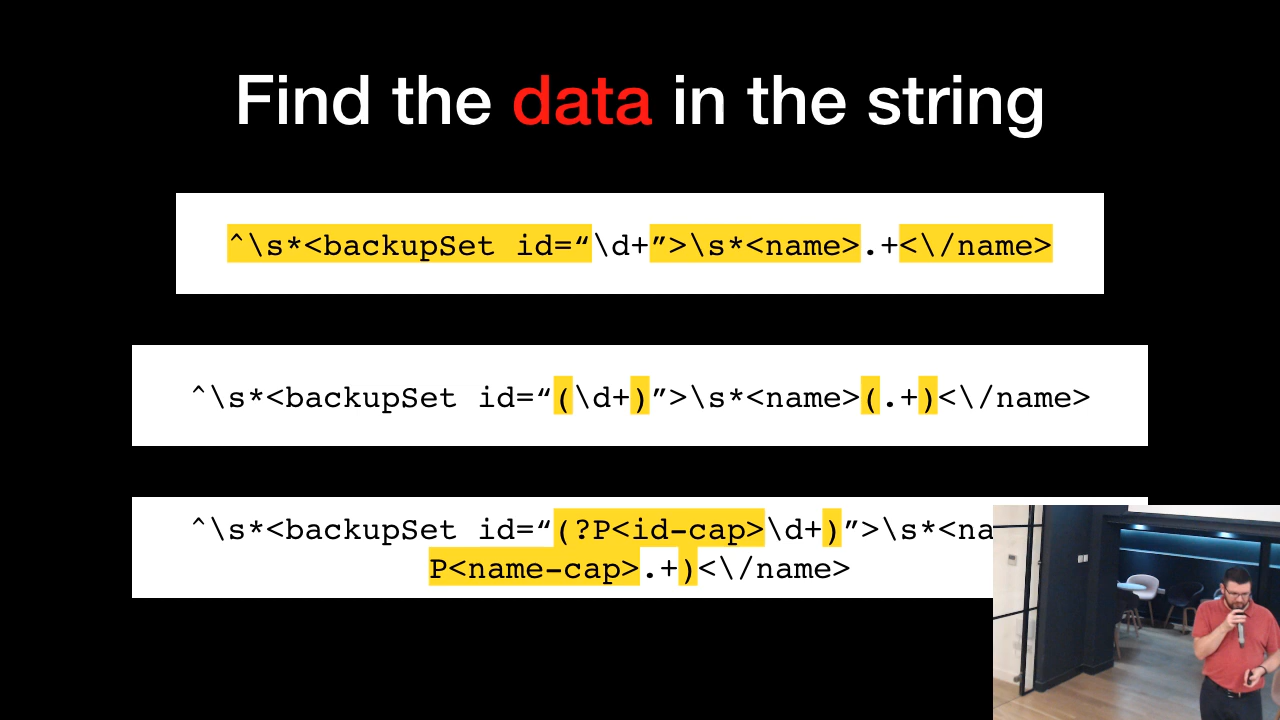 Find the data in the string
^\s*<backupSet id=“\d+”>\s*<name>.+<\/name>
^\s*<backupSet id=“(\d+)”>\s*<name>(.+)<\/name>
^\s*<backupSet id=“(?P<id-cap>\d+)”>\s*<na
P<name-cap>.+)<\/name>